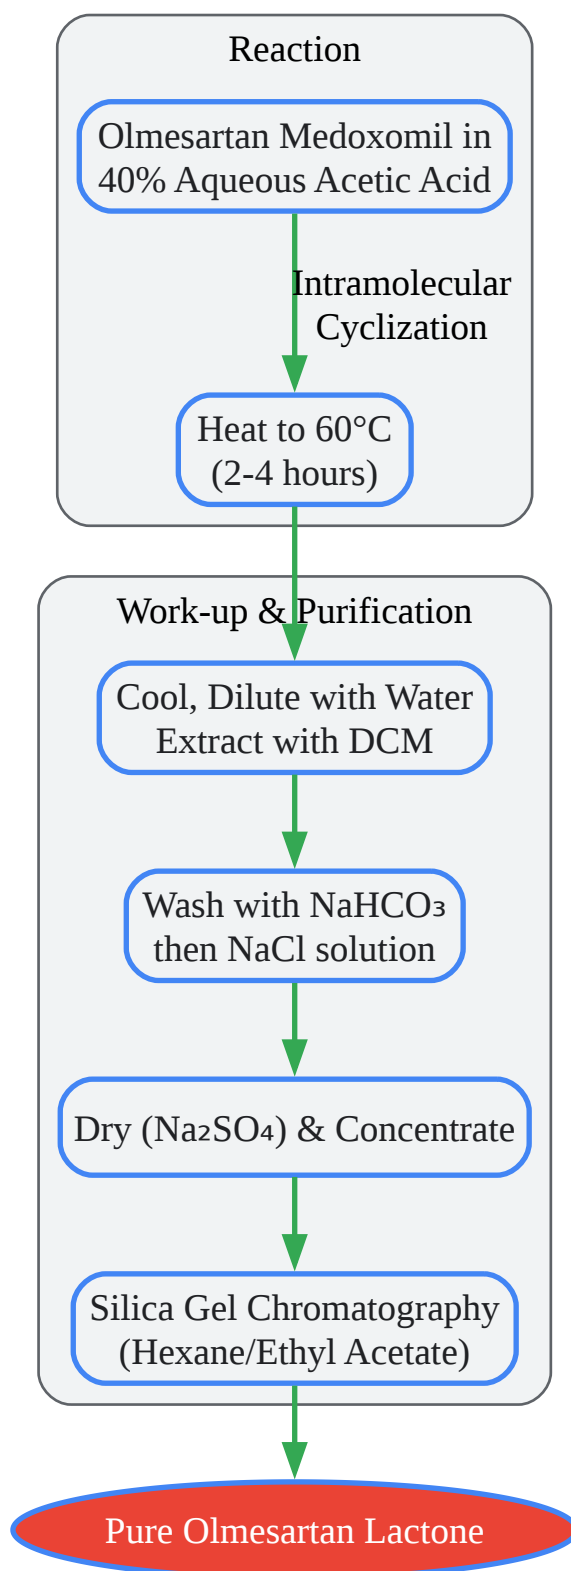 Reaction
Olmesartan Medoxomil in
40% Aqueous Acetic Acid
Intramolecular
Cyclization
Heat to 60°C
(2-4 hours)
Work-up & Purification
Cool, Dilute with Water
Extract with DCM
Wash with NaHCO₃
then NaCl solution
Dry (Na₂SO₄) & Concentrate
Silica Gel Chromatography
(Hexane/Ethyl Acetate)
Pure Olmesartan Lactone